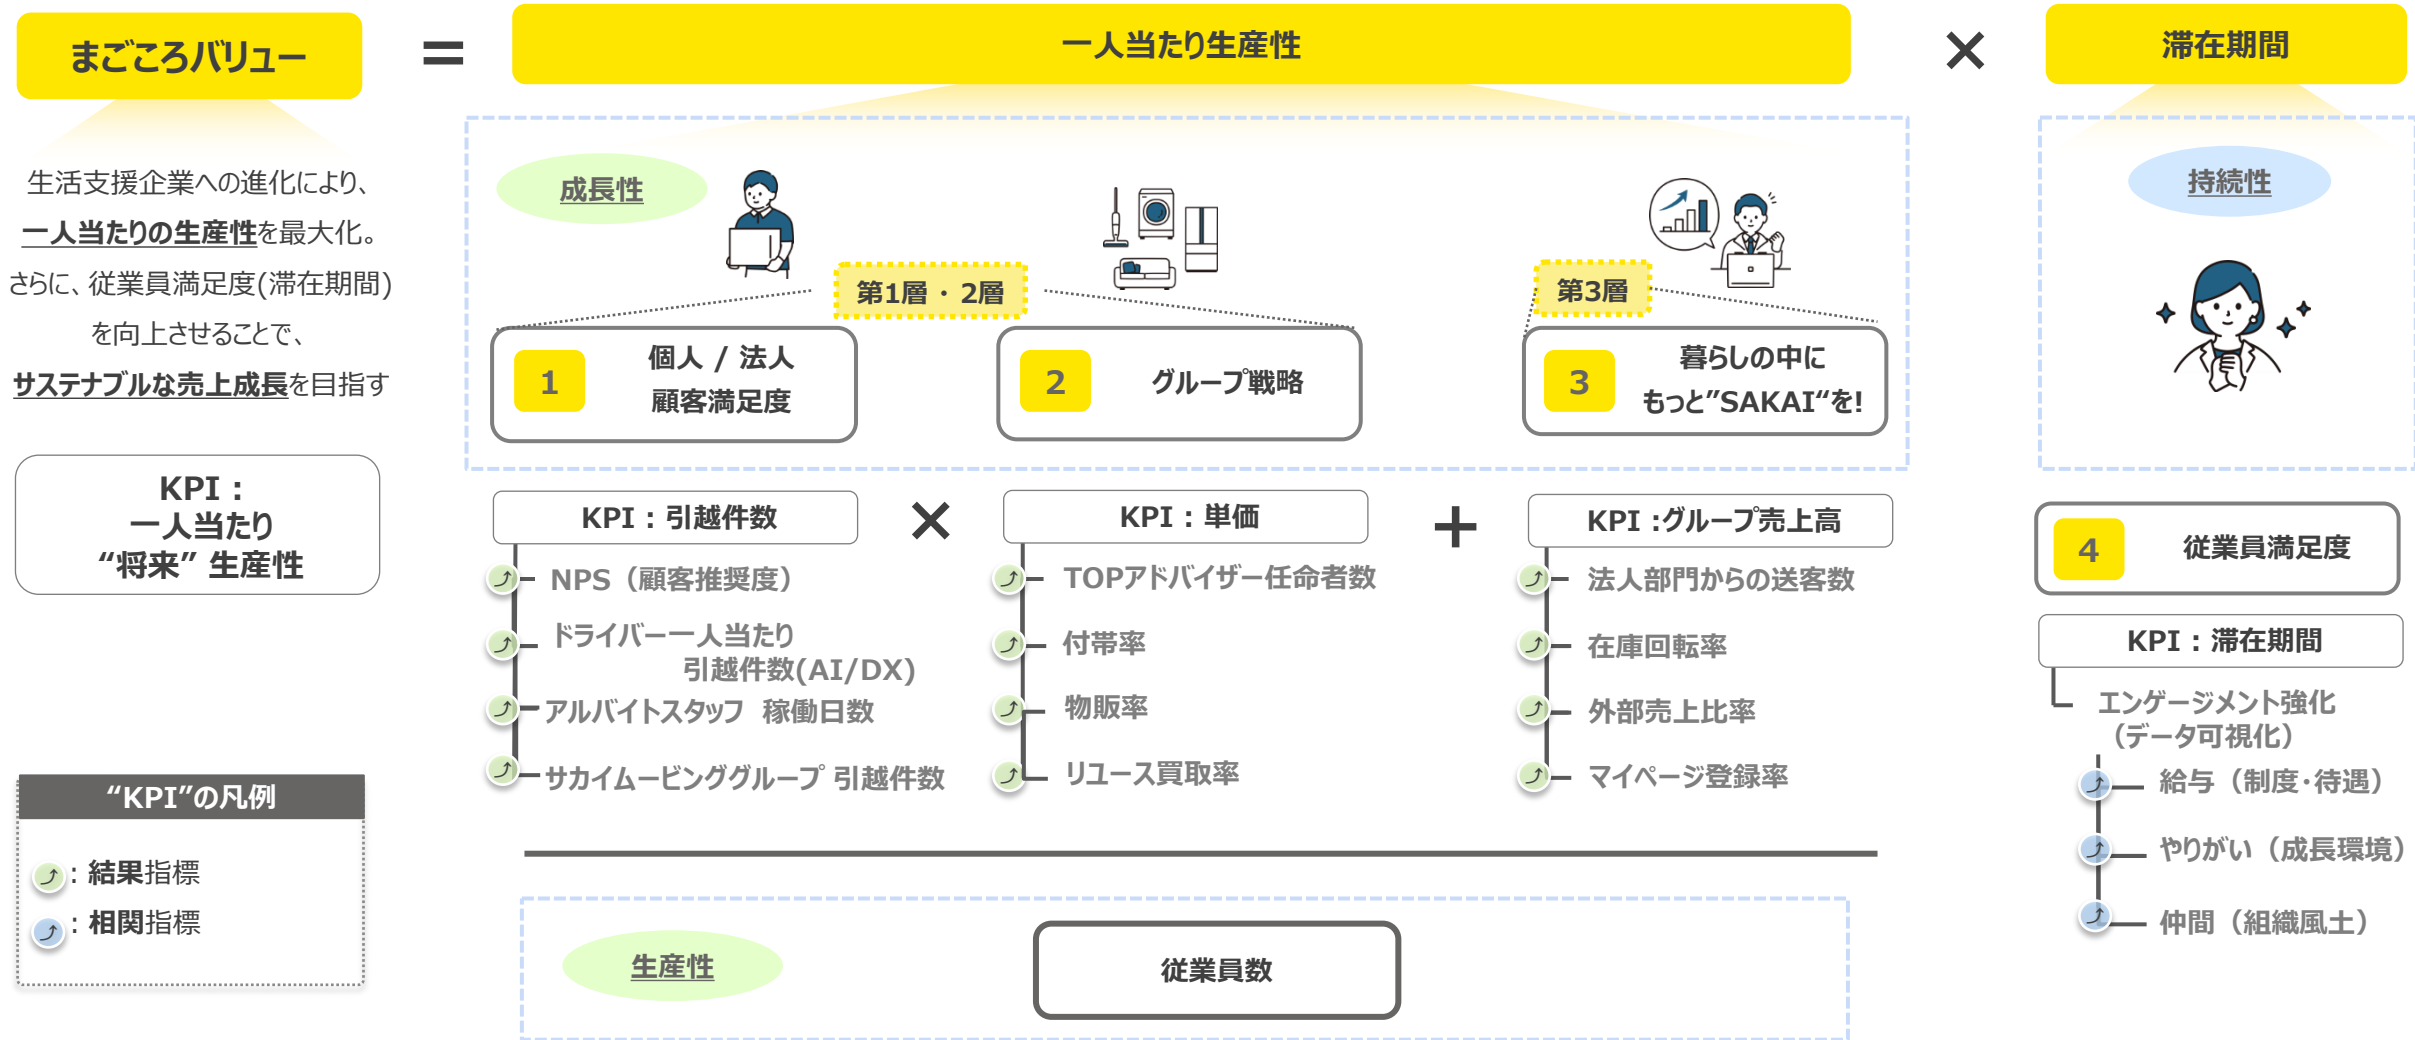 まごころバリュー
=
一人当たり生産性
×
滞在期間
生活支援企業への進化により、
一人当たりの生産性を最大化。
さらに、従業員満足度(滞在期間)
を向上させることで、
サステナブルな売上成長を目指す
KPI：
一人当たり
“将来” 生産性
“KPI”の凡例
：結果指標
：相関指標
成長性
第1層・2層
第3層
1
個人 / 法人
顧客満足度
2
グループ戦略
3
暮らしの中に
もっと”SAKAI“を!
KPI：引越件数
×
KPI：単価
+
KPI：グループ売上高
NPS（顧客推奨度）
ドライバー一人当たり
引越件数(AI/DX)
アルバイトスタッフ 稼働日数
サカイムービンググループ 引越件数
TOPアドバイザー任命者数
付帯率
物販率
リユース買取率
法人部門からの送客数
在庫回転率
外部売上比率
マイページ登録率
生産性
従業員数
持続性
4
従業員満足度
KPI：滞在期間
エンゲージメント強化
（データ可視化）
給与（制度・待遇）
やりがい（成長環境）
仲間（組織風土）